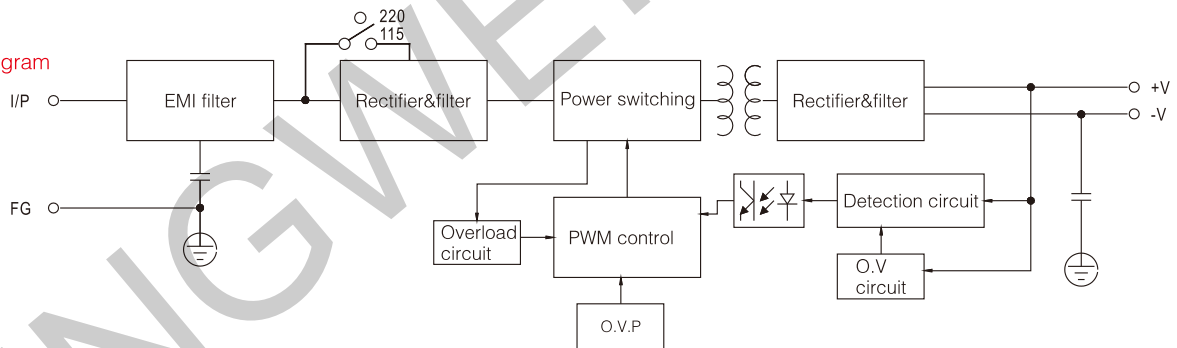 220
115
gram
I/P
EMI filter
Rectifier&filter
Power switching
Rectifier&filter
+V
-V
FG
Overload
circuit
PWM control
Detection circuit
O.V
circuit
O.V.P
NGWE